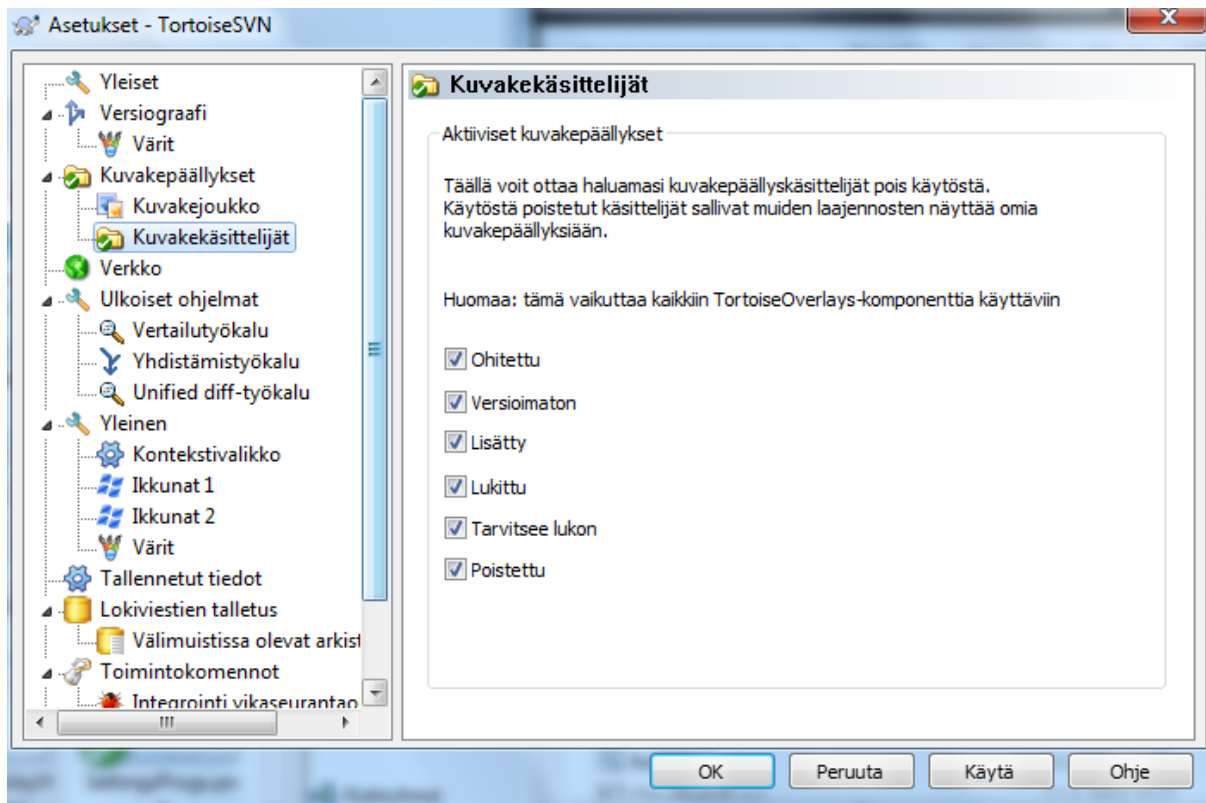 Asetukset - TortoiseSVN
Yleiset
Versiograafi
Värit
Kuvakepäällykset
Kuvakejoukko
Kuvakekäsittelijät
Verkko
Ulkoiset ohjelmat
Vertailutyökalu
Yhdistämistyökalu
Unified diff-työkalu
Yleinen
Kontekstivalikko
Ikkunat 1
Ikkunat 2
Värit
Tallennetut tiedot
Lokiviestien talletus
Välimuistissa olevat arkist
Toimintokomennot
Integrointi vikaseurantao
Kuvakekäsittelijät
Aktiiviset kuvakepäällykset
Täällä voit ottaa haluamasi kuvakepäällyskäsittelijät pois käytöstä.
Käytöstä poistetut käsittelijät sallivat muiden laajennosten näyttää omia
kuvakepäällyksiään.
Huomaa: tämä vaikuttaa kaikkiin TortoiseOverlays-komponenttia käyttäviin
Ohitettu
Versioimaton
Lisätty
Lukittu
Tarvitsee lukon
Poistettu
OK
Peruuta
Käytä
Ohje